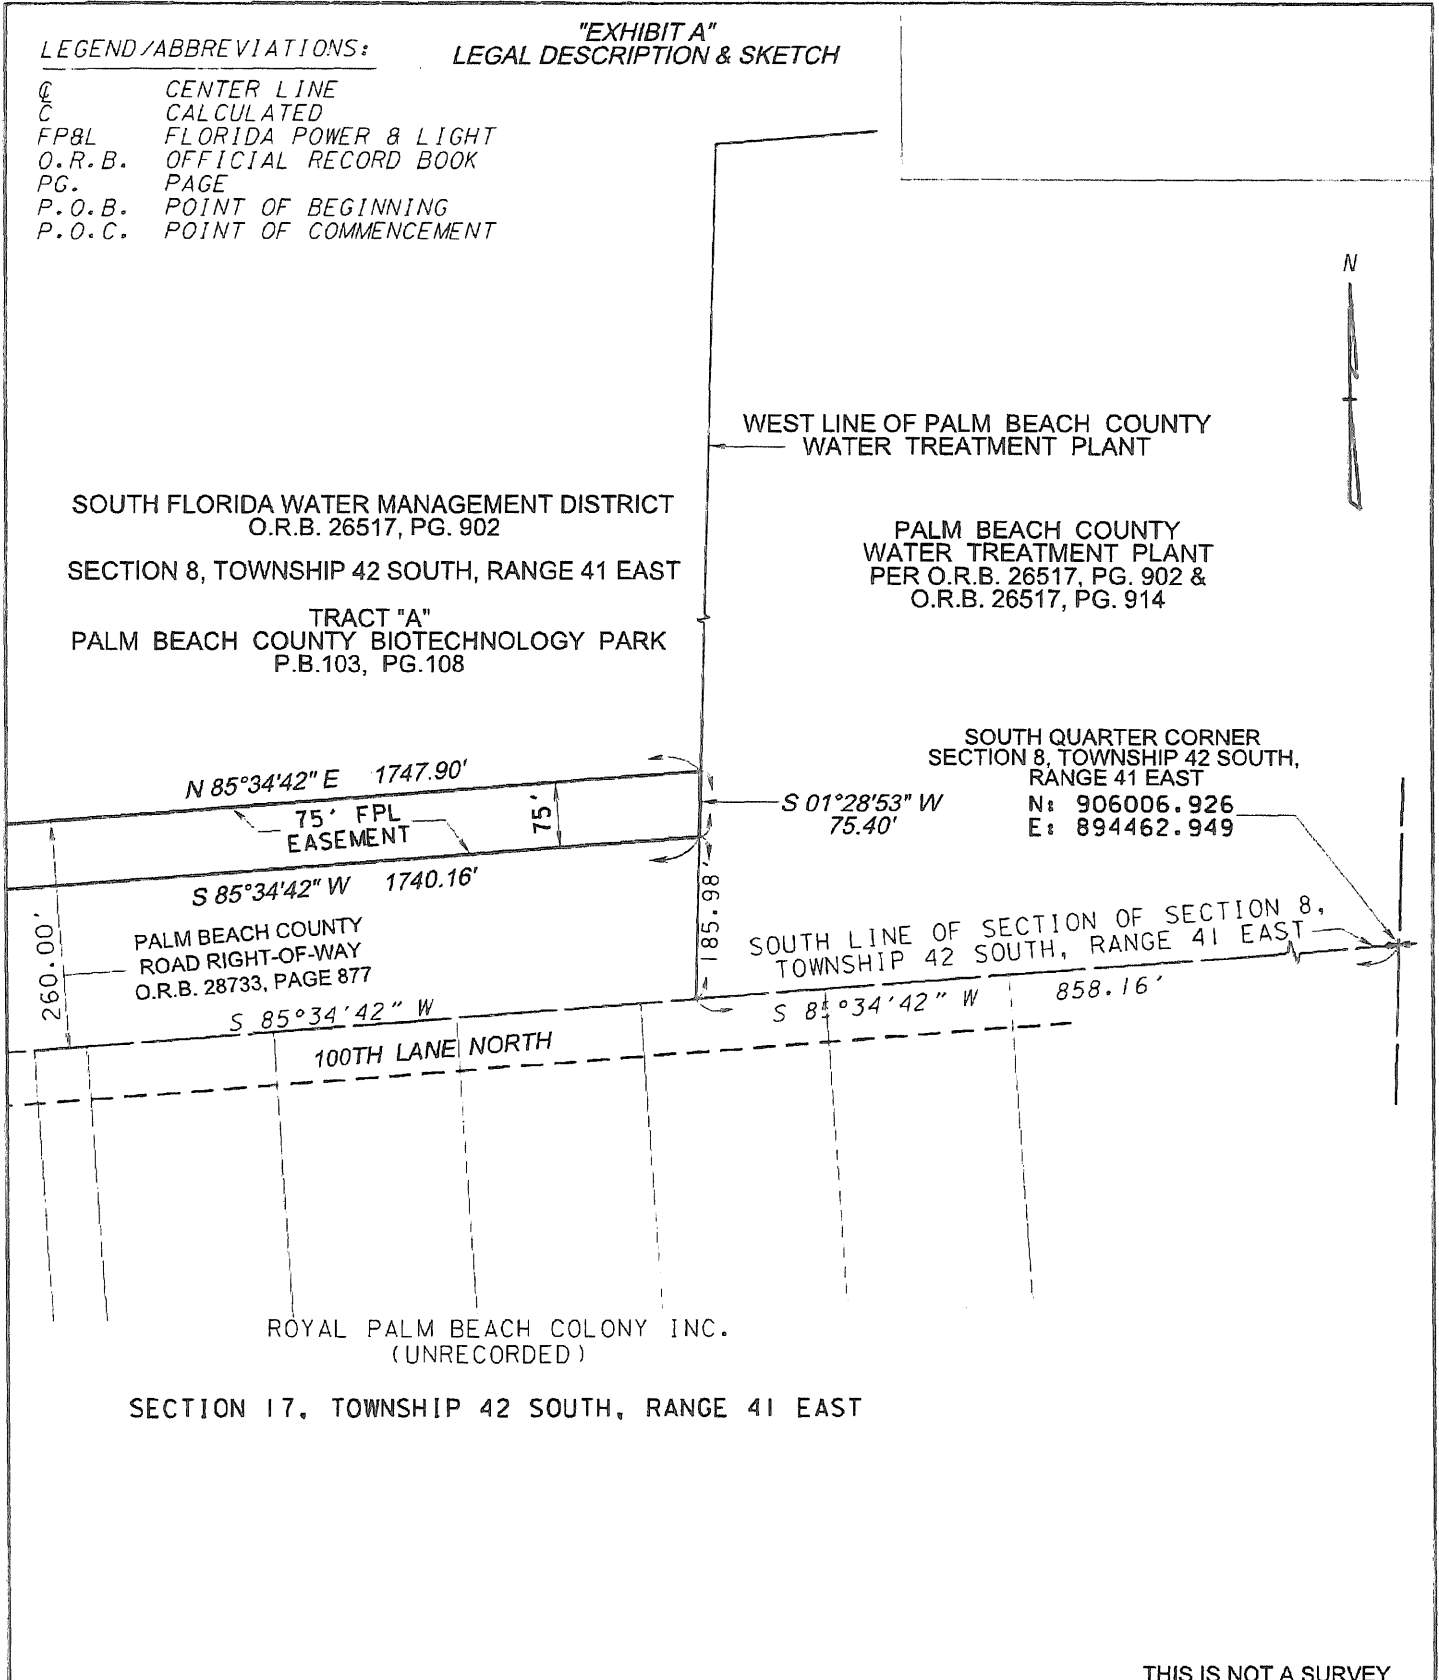 "EXHIBIT A"
LEGAL DESCRIPTION & SKETCH
LEGEND/ABBREVIATIONS:
℄ CENTER LINE
C CALCULATED
FP&L FLORIDA POWER & LIGHT
O.R.B. OFFICIAL RECORD BOOK
PG. PAGE
P.O.B. POINT OF BEGINNING
P.O.C. POINT OF COMMENCEMENT
N
WEST LINE OF PALM BEACH COUNTY
WATER TREATMENT PLANT
SOUTH FLORIDA WATER MANAGEMENT DISTRICT
O.R.B. 26517, PG. 902
SECTION 8, TOWNSHIP 42 SOUTH, RANGE 41 EAST
TRACT "A"
PALM BEACH COUNTY BIOTECHNOLOGY PARK
P.B.103, PG.108
PALM BEACH COUNTY
WATER TREATMENT PLANT
PER O.R.B. 26517, PG. 902 &
O.R.B. 26517, PG. 914
SOUTH QUARTER CORNER
SECTION 8, TOWNSHIP 42 SOUTH,
RANGE 41 EAST
N: 906006.926
E: 894462.949
N 85°34'42" E 1747.90'
75' FPL
EASEMENT
75'
S 01°28'53" W
75.40'
S 85°34'42" W 1740.16'
185.98'
260.00'
PALM BEACH COUNTY
ROAD RIGHT-OF-WAY
O.R.B. 28733, PAGE 877
SOUTH LINE OF SECTION OF SECTION 8,
TOWNSHIP 42 SOUTH, RANGE 41 EAST
S 85°34'42" W
S 85°34'42" W 858.16'
100TH LANE NORTH
ROYAL PALM BEACH COLONY INC.
(UNRECORDED)
SECTION 17, TOWNSHIP 42 SOUTH, RANGE 41 EAST
THIS IS NOT A SURVEY